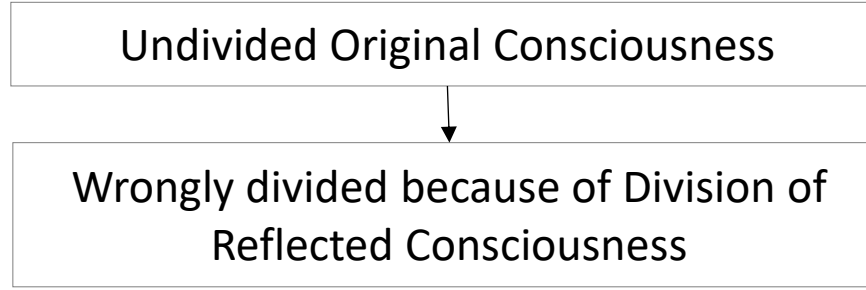 Undivided Original Consciousness
Wrongly divided because of Division of
Reflected Consciousness